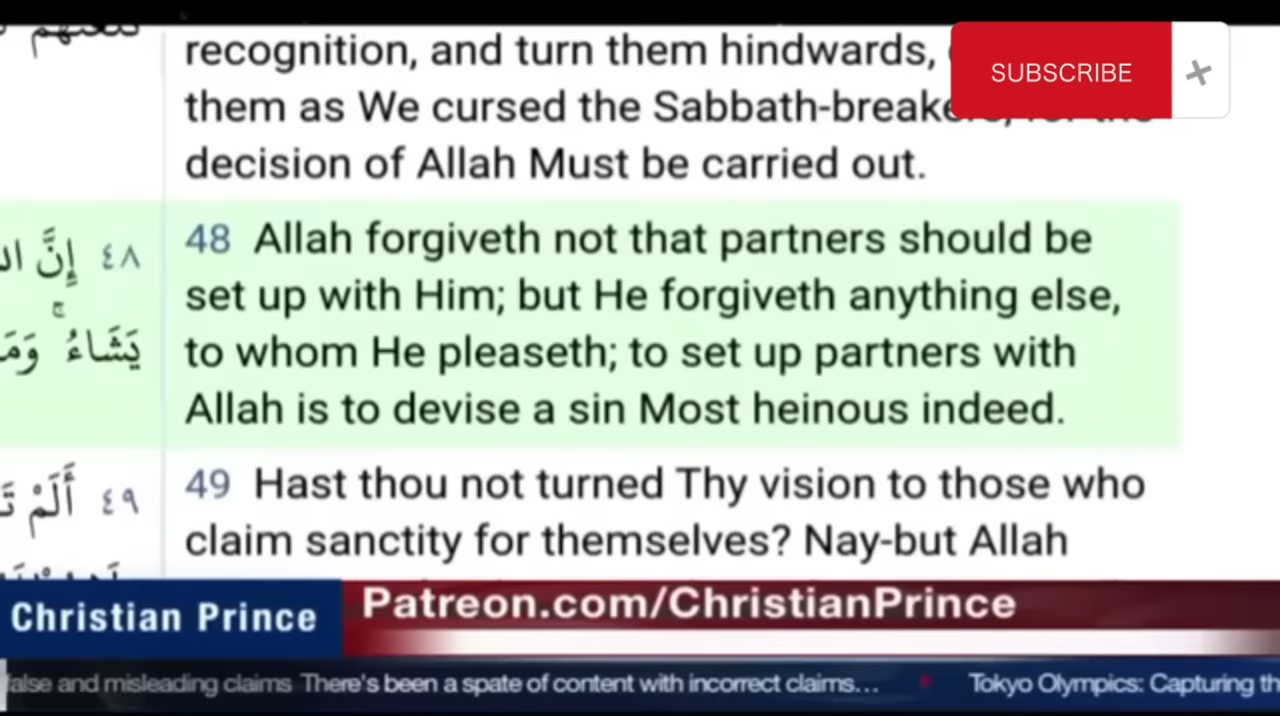 recognition, and turn them hindwards,
SUBSCRIBE +
them as We cursed the Sabbath-breakers, for the
decision of Allah Must be carried out.
٤٨ إِنَّ
48 Allah forgiveth not that partners should be
set up with Him; but He forgiveth anything else,
يَشَاءُ ۚ
to whom He pleaseth; to set up partners with
Allah is to devise a sin Most heinous indeed.
٤٩ أَلَمْ
49 Hast thou not turned Thy vision to those who
claim sanctity for themselves? Nay-but Allah
Christian Prince
Patreon.com/ChristianPrince
false and misleading claims There's been a spate of content with incorrect claims... • Tokyo Olympics: Capturing